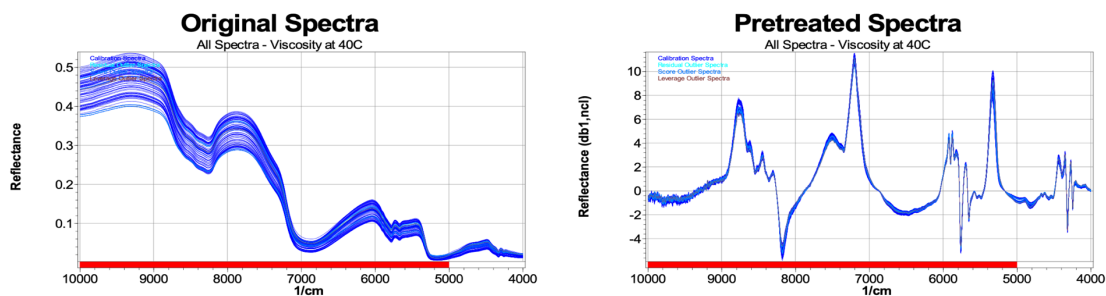 Original Spectra
All Spectra - Viscosity at 40C
Calibration Spectra
Leverage Outlier Spectra
Reflectance
0.5
0.4
0.3
0.2
0.1
10000 9000 8000 7000 6000 5000 4000
1/cm
Pretreated Spectra
All Spectra - Viscosity at 40C
Calibration Spectra
Residual Outlier Spectra
Score Outlier Spectra
Leverage Outlier Spectra
Reflectance (db1,ncl)
10
8
6
4
2
0
-2
-4
10000 9000 8000 7000 6000 5000 4000
1/cm